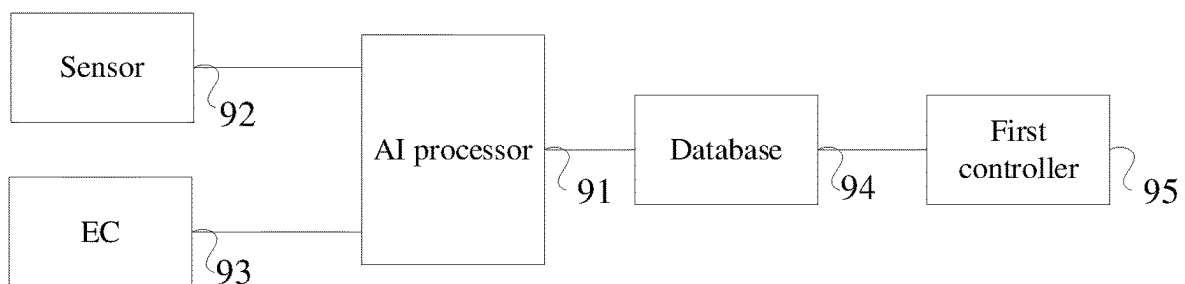 Sensor
92
AI processor
91
Database
94
First
controller
95
EC
93